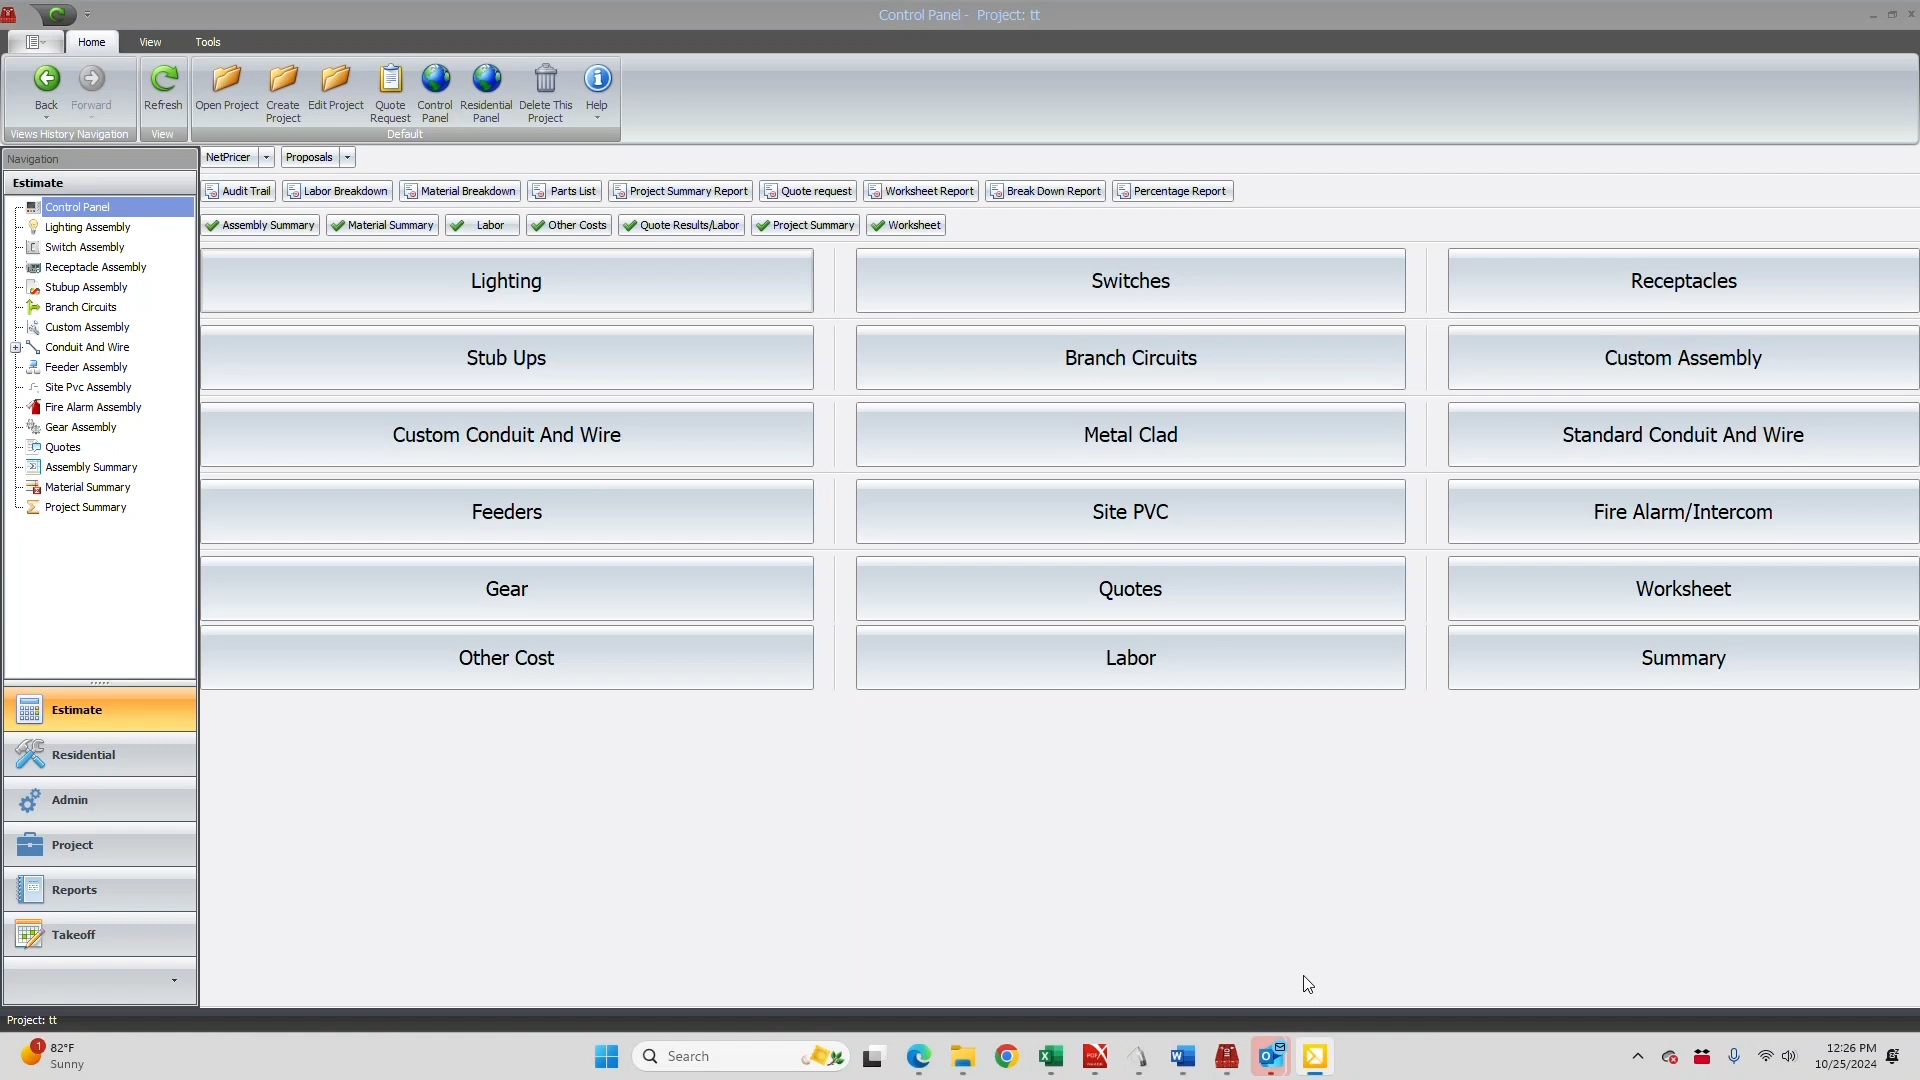 Control Panel - Project: tt
Home View Tools
Back Forward Refresh Open Project Create Project Edit Project Quote Request Control Panel Residential Panel Delete This Project Help
Views History Navigation View Default
Navigation
NetPricer Proposals
Estimate
Audit Trail Labor Breakdown Material Breakdown Parts List Project Summary Report Quote request Worksheet Report Break Down Report Percentage Report
Assembly Summary Material Summary Labor Other Costs Quote Results/Labor Project Summary Worksheet
Control Panel
Lighting Assembly
Switch Assembly
Receptacle Assembly
Stubup Assembly
Branch Circuits
Custom Assembly
Conduit And Wire
Feeder Assembly
Site Pvc Assembly
Fire Alarm Assembly
Gear Assembly
Quotes
Assembly Summary
Material Summary
Project Summary
Lighting Switches Receptacles
Stub Ups Branch Circuits Custom Assembly
Custom Conduit And Wire Metal Clad Standard Conduit And Wire
Feeders Site PVC Fire Alarm/Intercom
Gear Quotes Worksheet
Other Cost Labor Summary
Estimate
Residential
Admin
Project
Reports
Takeoff
Project: tt
1 82°F
Sunny
Search
12:26 PM
10/25/2024